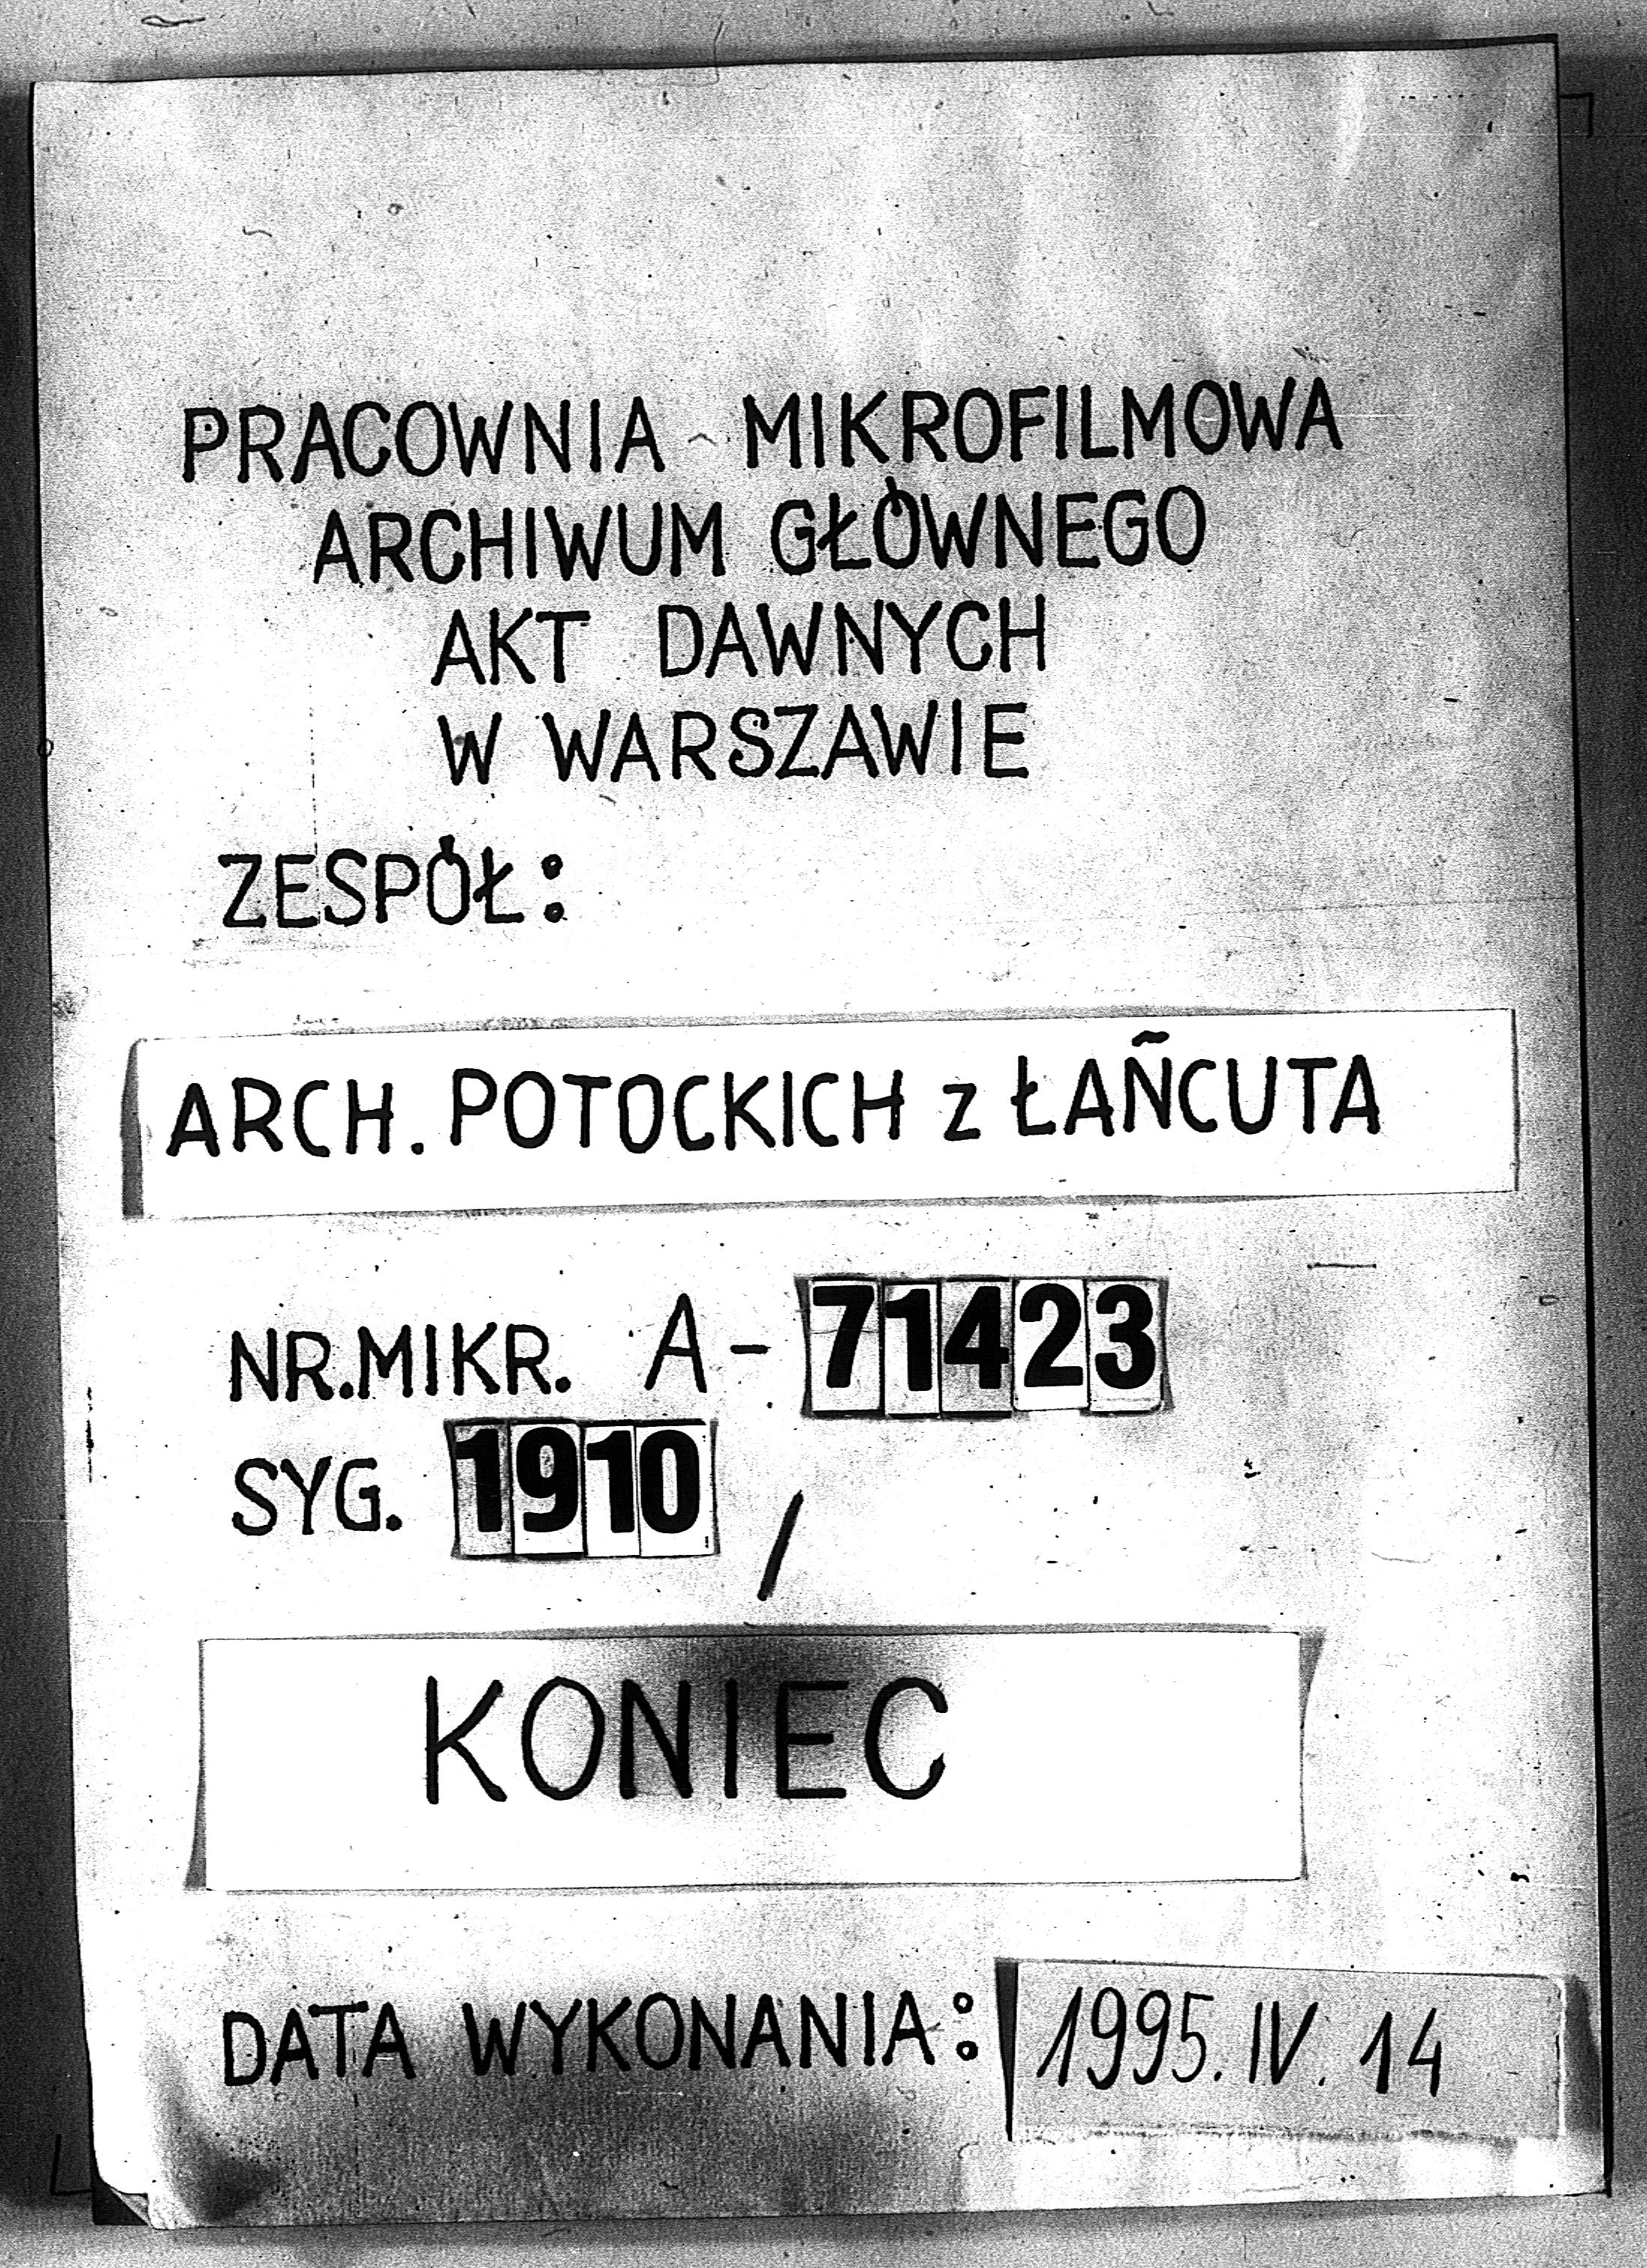 PRACOWNIA MIKROFILMOWA
ARCHIWUM GŁÓWNEGO
AKT DAWNYCH
W WARSZAWIE
ZESPÓŁ:
ARCH. POTOCKICH z ŁAŃCUTA
NR.MIKR. A-71423
SYG. 1910 /
KONIEC
DATA WYKONANIA: 1995. IV. 14